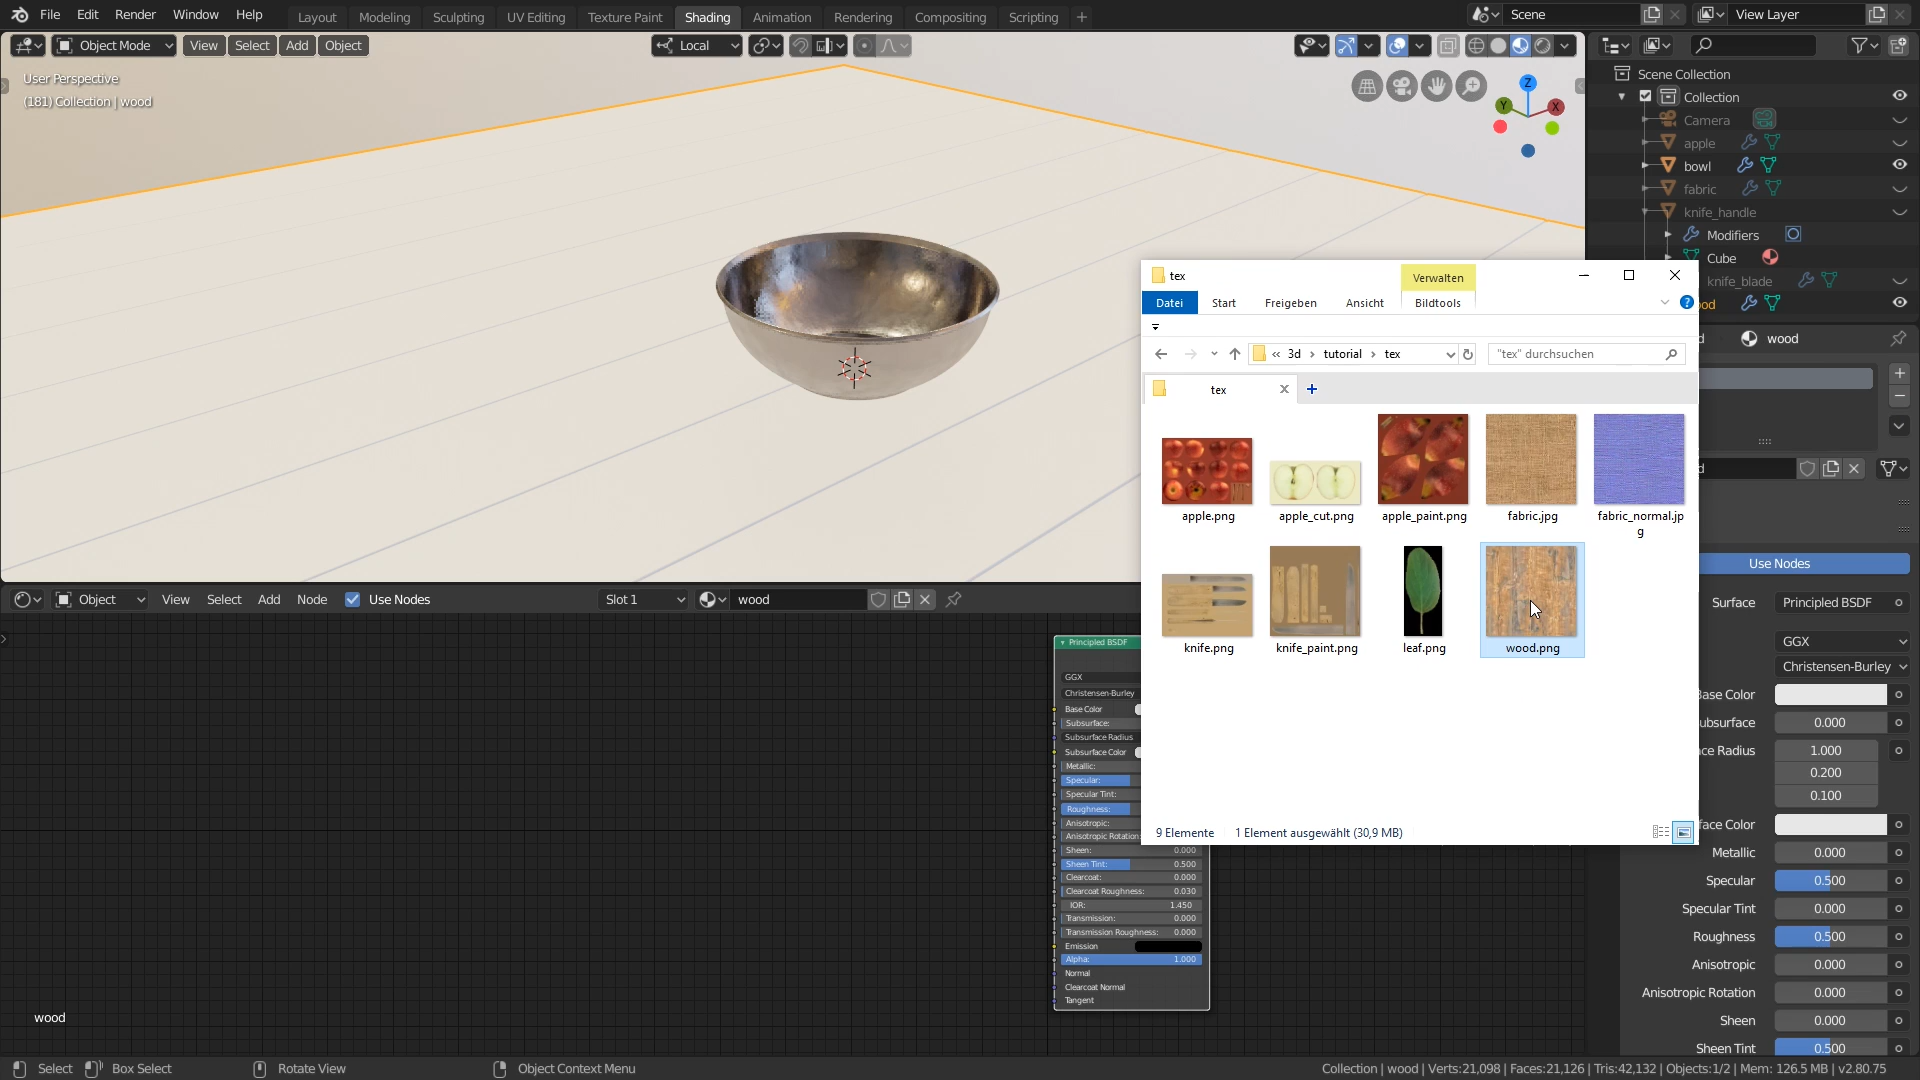 File Edit Render Window Help Layout Modeling Sculpting UV Editing Texture Paint Shading Animation Rendering Compositing Scripting + Scene View Layer
Object Mode View Select Add Object Local
User Perspective
(181) Collection | wood
Z
Y
X
Scene Collection
Collection
Camera
apple
bowl
fabric
knife_handle
Modifiers
Cube
knife_blade
ood
d
wood
d
Use Nodes
Surface Principled BSDF
GGX
Christensen-Burley
Base Color
ubsurface 0.000
ce Radius 1.000
0.200
0.100
face Color
Metallic 0.000
Specular 0.500
Specular Tint 0.000
Roughness 0.500
Anisotropic 0.000
Anisotropic Rotation 0.000
Sheen 0.000
Sheen Tint 0.500
tex
Verwalten
Datei Start Freigeben Ansicht Bildtools
« 3d › tutorial › tex
"tex" durchsuchen
tex
apple.png
apple_cut.png
apple_paint.png
fabric.jpg
fabric_normal.jp
g
knife.png
knife_paint.png
leaf.png
wood.png
9 Elemente 1 Element ausgewählt (30,9 MB)
Object View Select Add Node Use Nodes Slot 1 wood
Principled BSDF
GGX
Christensen-Burley
Base Color
Subsurface:
Subsurface Radius
Subsurface Color
Metallic:
Specular:
Specular Tint:
Roughness:
Anisotropic:
Anisotropic Rotation:
Sheen: 0.000
Sheen Tint: 0.500
Clearcoat: 0.000
Clearcoat Roughness: 0.030
IOR: 1.450
Transmission: 0.000
Transmission Roughness: 0.000
Emission
Alpha: 1.000
Normal
Clearcoat Normal
Tangent
wood
Select Box Select Rotate View Object Context Menu
Collection | wood | Verts:21,098 | Faces:21,126 | Tris:42,132 | Objects:1/2 | Mem: 126.5 MB | v2.80.75